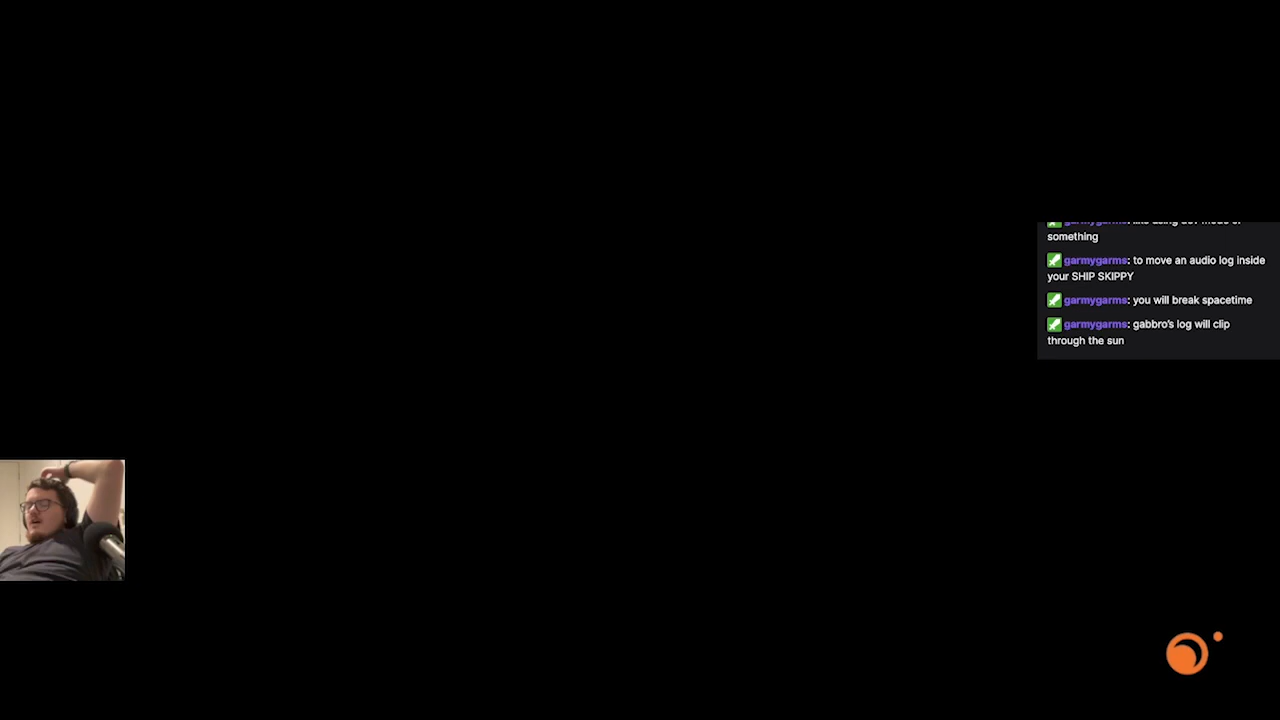 something
garmygarms: to move an audio log inside
your SHIP SKIPPY
garmygarms: you will break spacetime
garmygarms: gabbro's log will clip
through the sun